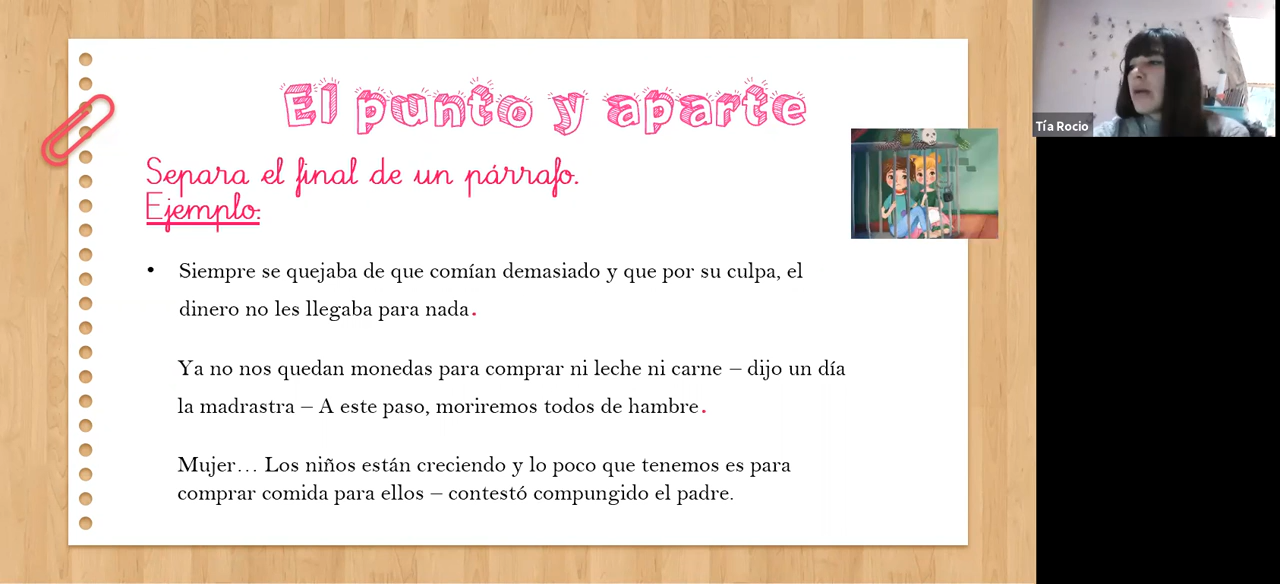 El punto y aparte
Separa el final de un párrafo.
Ejemplo:
• Siempre se quejaba de que comían demasiado y que por su culpa, el
dinero no les llegaba para nada.
Ya no nos quedan monedas para comprar ni leche ni carne – dijo un día
la madrastra – A este paso, moriremos todos de hambre.
Mujer… Los niños están creciendo y lo poco que tenemos es para
comprar comida para ellos – contestó compungido el padre.
Tía Rocio